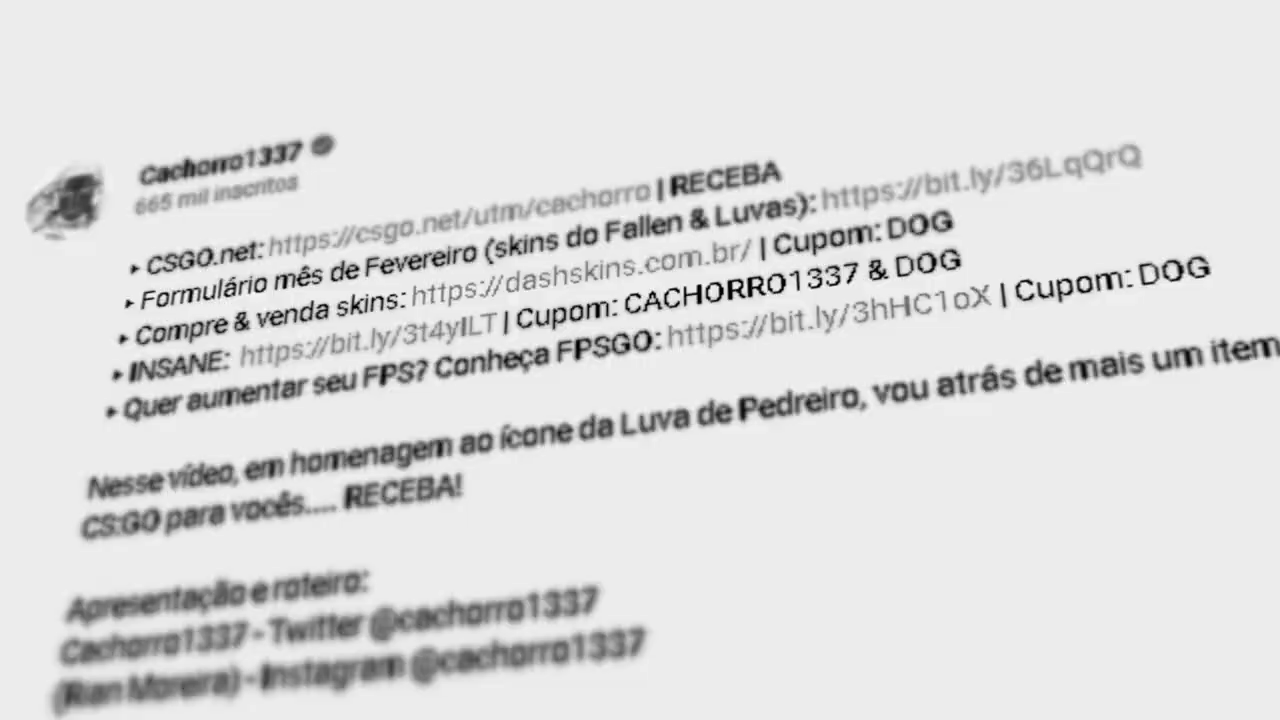 Cachorro1337
665 mil inscritos
▸ CSGO.net: https://csgo.net/utm/cachorro | RECEBA
▸ Formulário mês de Fevereiro (skins do Fallen & Luvas): https://bit.ly/36LqQrQ
▸ Compre & venda skins: https://dashskins.com.br/ | Cupom: DOG
▸ INSANE: https://bit.ly/3t4yILT | Cupom: CACHORRO1337 & DOG
▸ Quer aumentar seu FPS? Conheça FPSGO: https://bit.ly/3hHC1oX | Cupom: DOG
Nesse vídeo, em homenagem ao ícone da Luva de Pedreiro, vou atrás de mais um item
CS:GO para vocês.... RECEBA!
Apresentação e roteiro:
Cachorro1337 - Twitter @cachorro1337
(Rian Moreira) - Instagram @cachorro1337